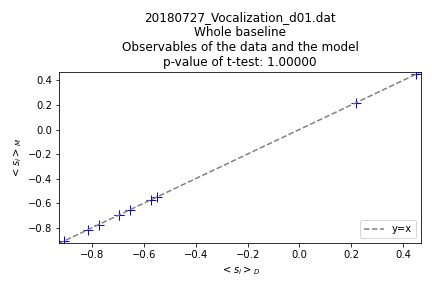 20180727_Vocalization_d01.dat
Whole baseline
Observables of the data and the model
p-value of t-test: 1.00000
0.4
0.2
0.0
−0.2
−0.4
−0.6
−0.8
< s_i >_M
y=x
−0.8 −0.6 −0.4 −0.2 0.0 0.2 0.4
< s_i >_D